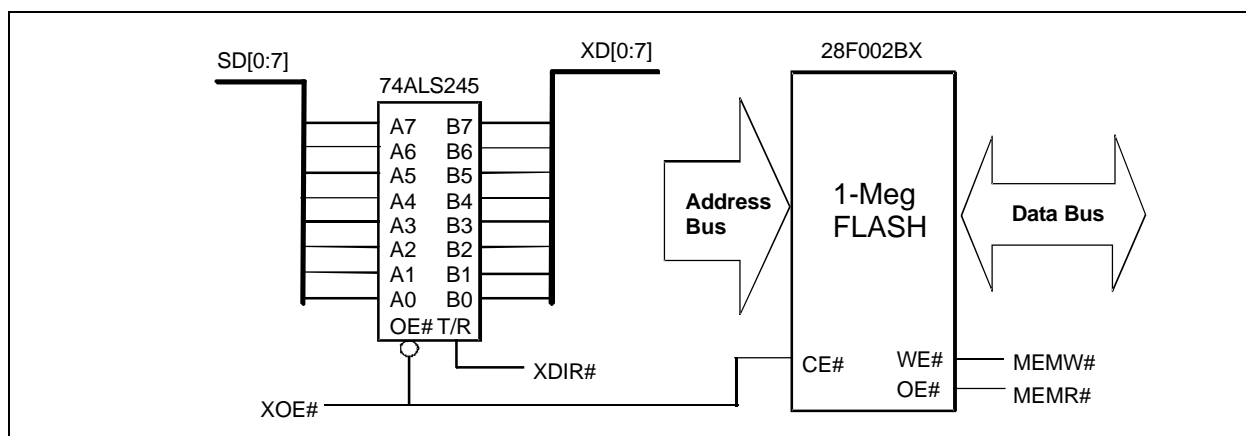 SD[0:7]
XD[0:7]
28F002BX
74ALS245
A7 B7
A6 B6
A5 B5
A4 B4
A3 B3
A2 B2
A1 B1
A0 B0
OE# T/R
Address
Bus
1-Meg
FLASH
Data Bus
CE#
WE#
MEMW#
OE#
MEMR#
XDIR#
XOE#